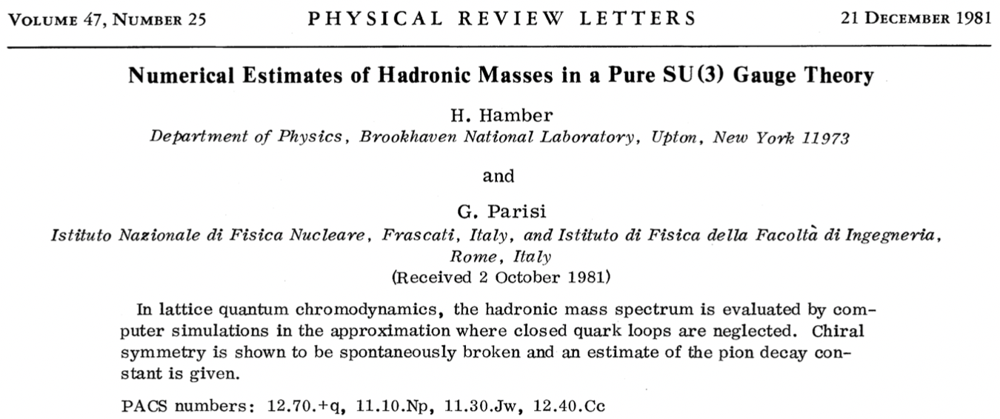 VOLUME 47, NUMBER 25 PHYSICAL REVIEW LETTERS 21 DECEMBER 1981
Numerical Estimates of Hadronic Masses in a Pure SU(3) Gauge Theory
H. Hamber
Department of Physics, Brookhaven National Laboratory, Upton, New York 11973
and
G. Parisi
Istituto Nazionale di Fisica Nucleare, Frascati, Italy, and Istituto di Fisica della Facoltà di Ingegneria,
Rome, Italy
(Received 2 October 1981)
In lattice quantum chromodynamics, the hadronic mass spectrum is evaluated by com-
puter simulations in the approximation where closed quark loops are neglected. Chiral
symmetry is shown to be spontaneously broken and an estimate of the pion decay con-
stant is given.
PACS numbers: 12.70.+q, 11.10.Np, 11.30.Jw, 12.40.Cc